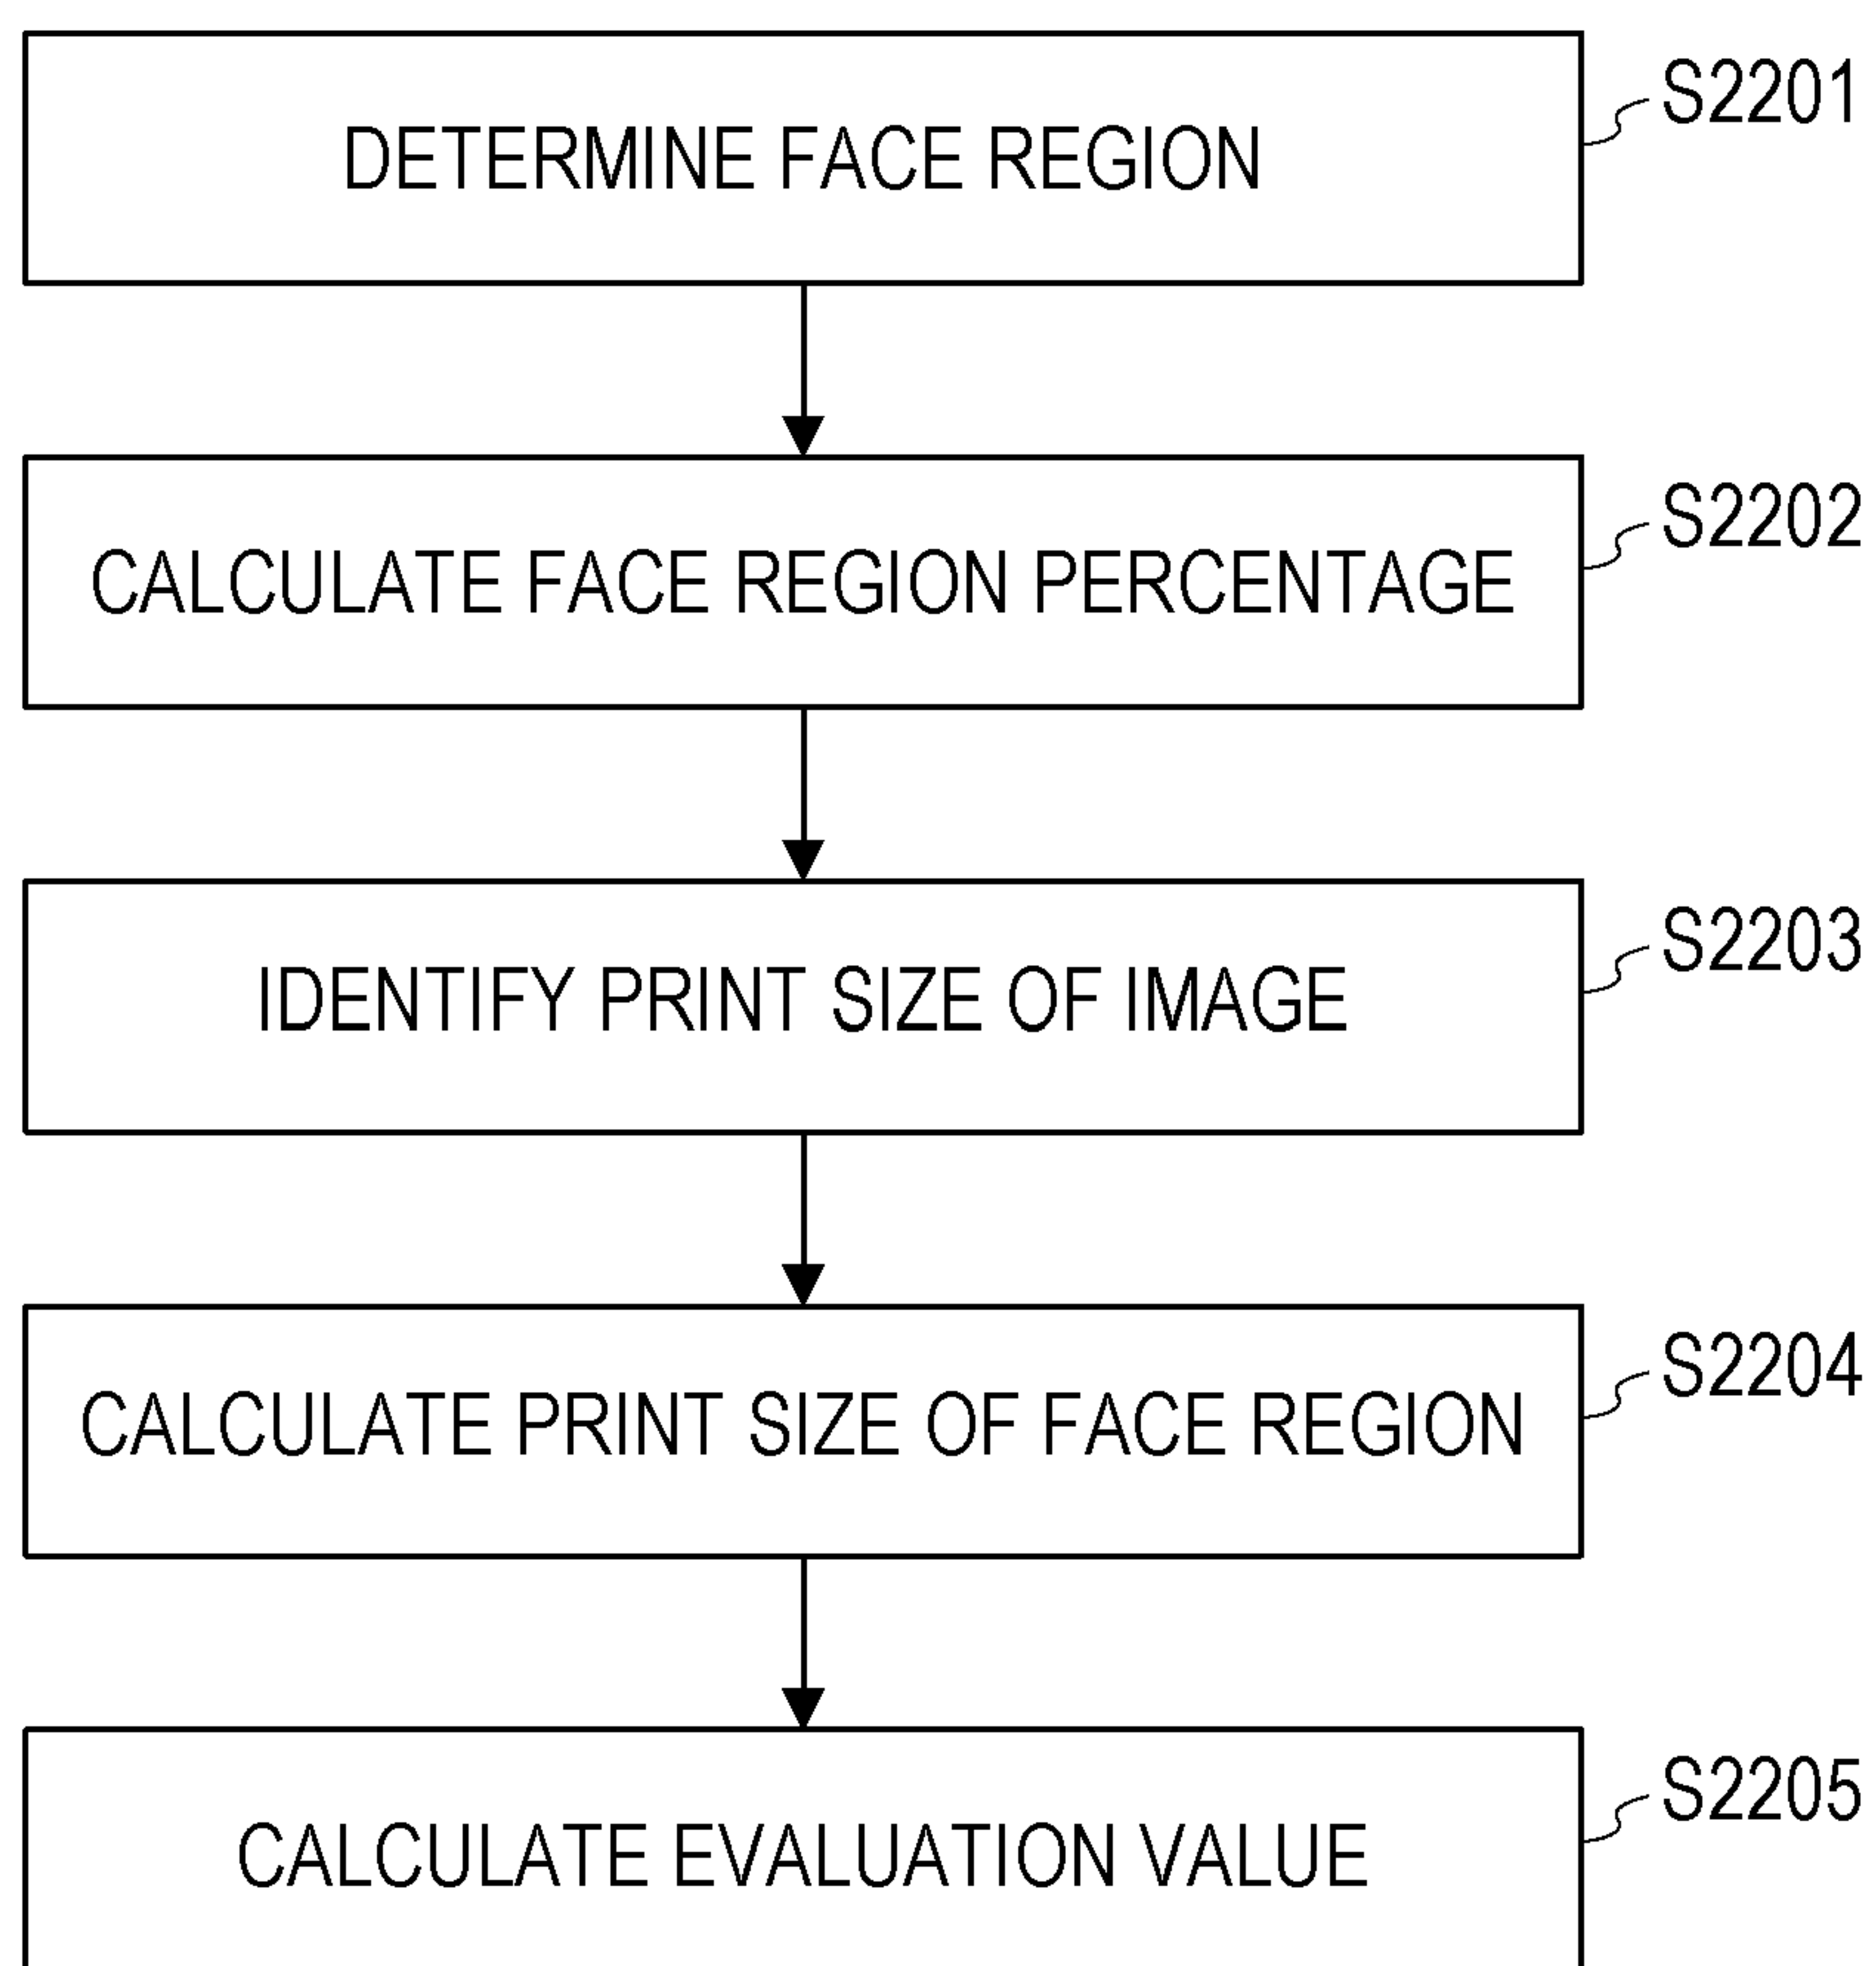 S2201
DETERMINE FACE REGION
S2202
CALCULATE FACE REGION PERCENTAGE
S2203
IDENTIFY PRINT SIZE OF IMAGE
S2204
CALCULATE PRINT SIZE OF FACE REGION
S2205
CALCULATE EVALUATION VALUE